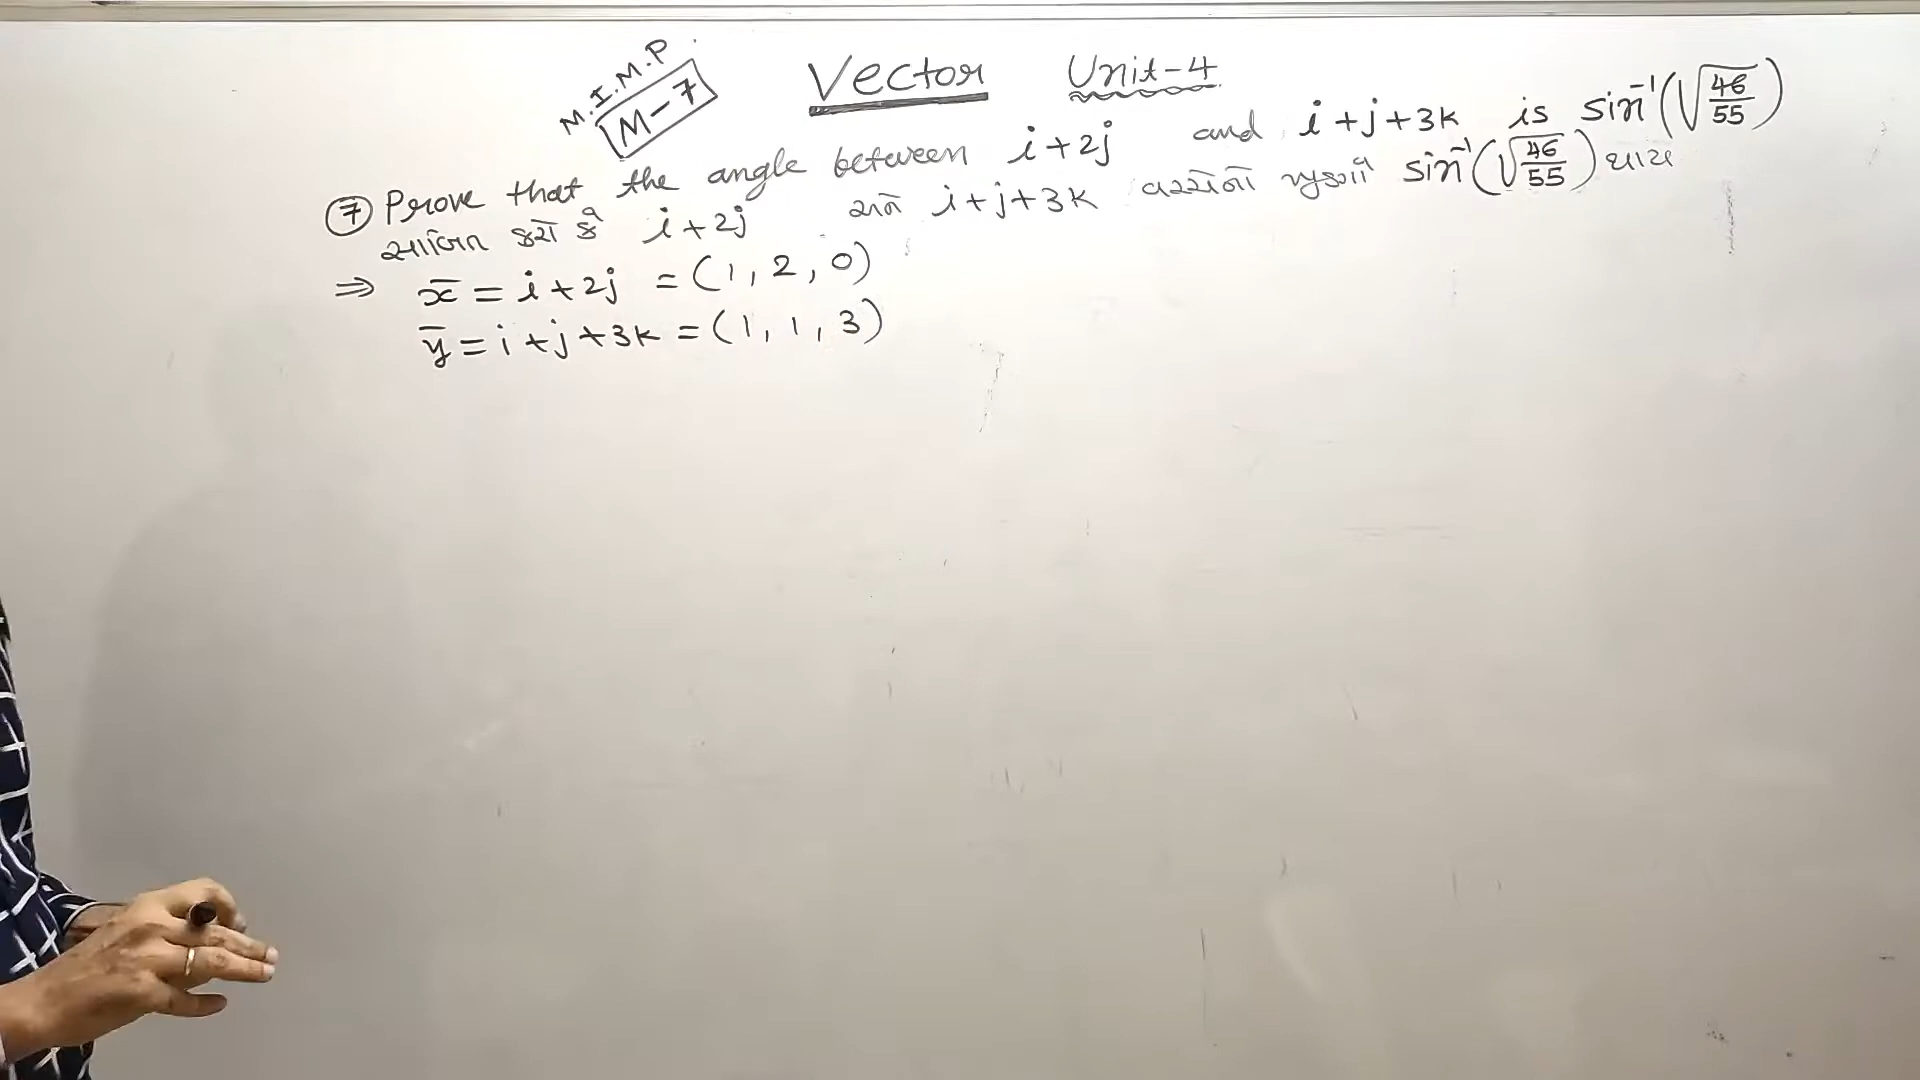 M.I.M.P.
M-7
Vector Unit-4
⑦ Prove that the angle between i+2j and i+j+3k is sin⁻¹(√46/55)
સાબિત કરો કે i+2j અને i+j+3k વચ્ચેનો ખૂણો sin⁻¹(√46/55) થાય
⇒ x̄ = i+2j = (1, 2, 0)
ȳ = i+j+3k = (1, 1, 3)